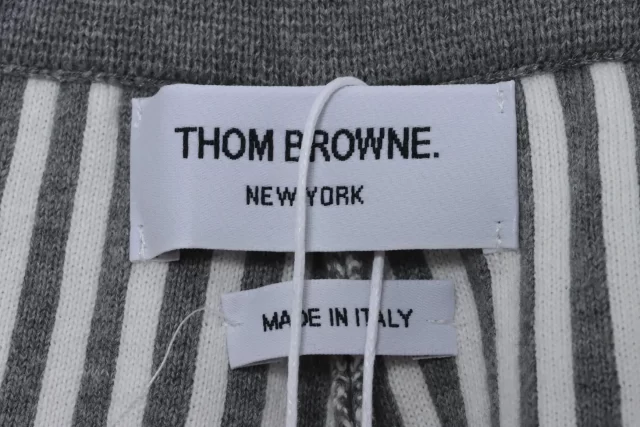 THOM BROWNE.
NEW YORK
MADE IN ITALY